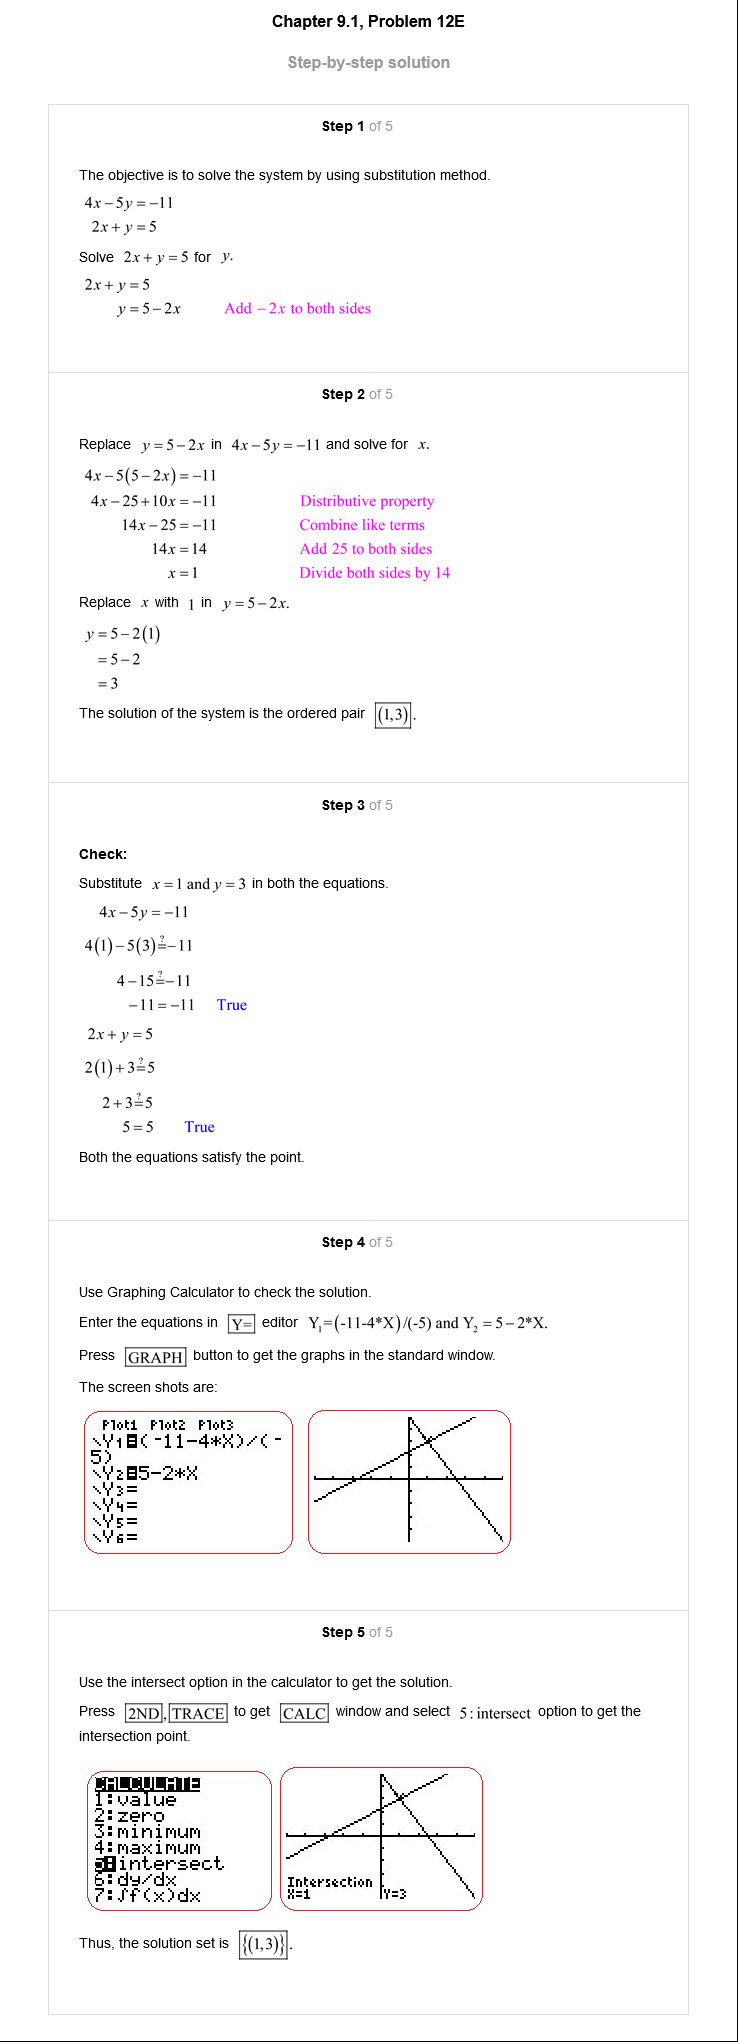 Chapter 9.1, Problem 12E
Step-by-step solution
Step 1 of 5
The objective is to solve the system by using substitution method.
4x − 5y = −11
2x + y = 5
Solve 2x + y = 5 for y.
2x + y = 5
y = 5 − 2x Add − 2x to both sides
Step 2 of 5
Replace y = 5 − 2x in 4x − 5y = −11 and solve for x.
4x − 5(5 − 2x) = −11
4x − 25 + 10x = −11 Distributive property
14x − 25 = −11 Combine like terms
14x = 14 Add 25 to both sides
x = 1 Divide both sides by 14
Replace x with 1 in y = 5 − 2x.
y = 5 − 2(1)
= 5 − 2
= 3
The solution of the system is the ordered pair (1,3).
Step 3 of 5
Check:
Substitute x = 1 and y = 3 in both the equations.
4x − 5y = −11
4(1) − 5(3) ≟ −11
4 − 15 ≟ −11
−11 = −11 True
2x + y = 5
2(1) + 3 ≟ 5
2 + 3 ≟ 5
5 = 5 True
Both the equations satisfy the point.
Step 4 of 5
Use Graphing Calculator to check the solution.
Enter the equations in Y= editor Y₁=(-11-4*X)/(-5) and Y₂ = 5 − 2*X.
Press GRAPH button to get the graphs in the standard window.
The screen shots are:
Plot1 Plot2 Plot3
\Y1=(-11-4*X)/(-
5)
\Y2=5-2*X
\Y3=
\Y4=
\Y5=
\Y6=
Step 5 of 5
Use the intersect option in the calculator to get the solution.
Press 2ND, TRACE to get CALC window and select 5: intersect option to get the
intersection point.
CALCULATE
1:value
2:zero
3:minimum
4:maximum
5:intersect
6:dy/dx
7:∫f(x)dx
Intersection
X=1 Y=3
Thus, the solution set is {(1,3)}.